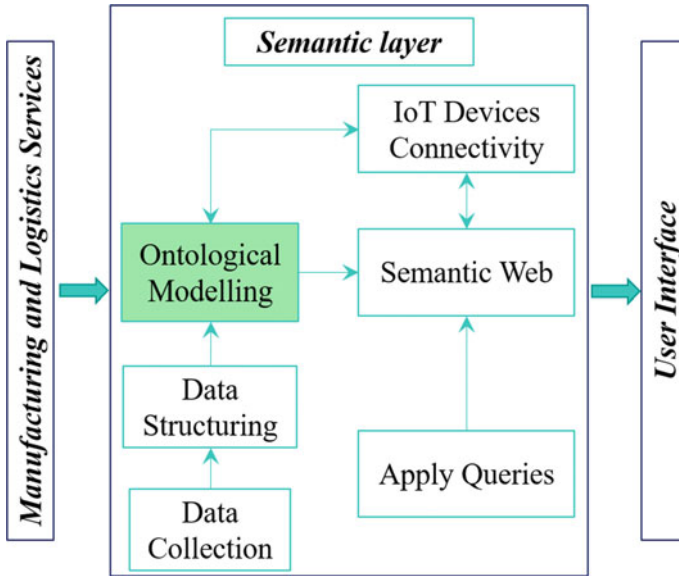 Manufacturing and Logistics Services
Semantic layer
IoT Devices
Connectivity
Ontological
Modelling
Semantic Web
Data
Structuring
Apply Queries
Data
Collection
User Interface